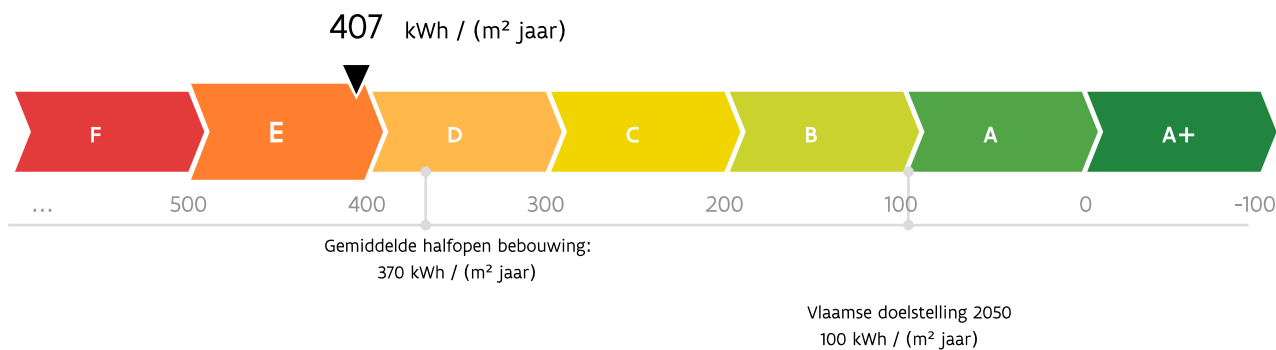 407 kWh / (m² jaar)
F E D C B A A+
... 500 400 300 200 100 0 -100
Gemiddelde halfopen bebouwing:
370 kWh / (m² jaar)
Vlaamse doelstelling 2050
100 kWh / (m² jaar)